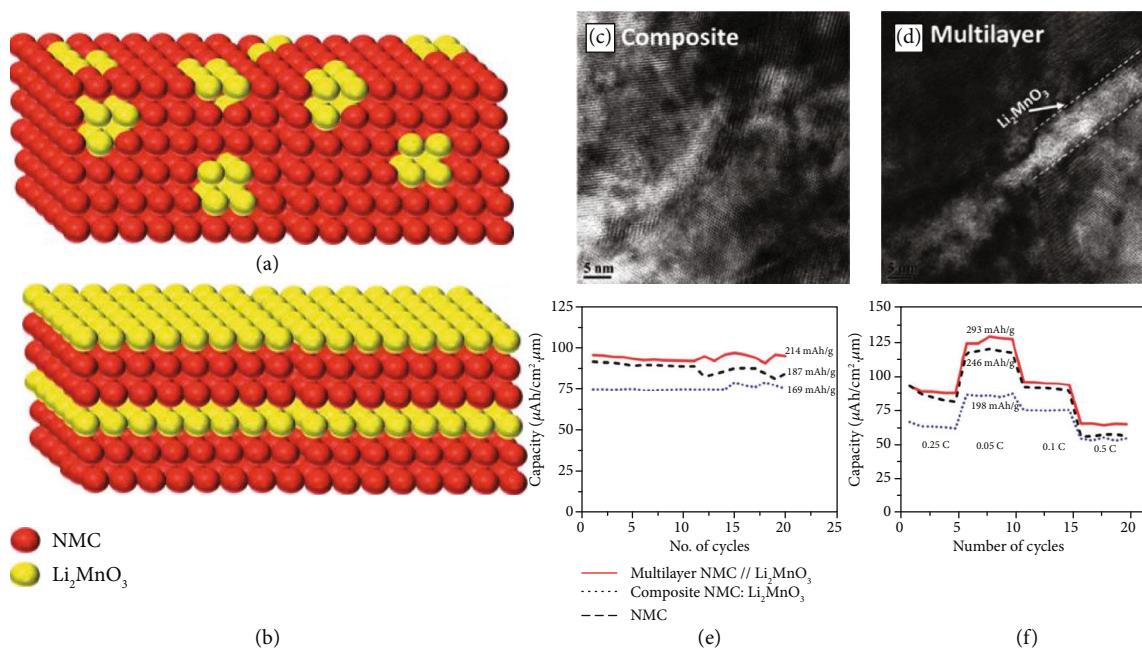 (a)
NMC
Li₂MnO₃
(b)
(c) Composite
5 nm
(d) Multilayer
Li₂MnO₃
5 nm
125
100
75
50
25
0
Capacity (μAh/cm².μm)
214 mAh/g
187 mAh/g
169 mAh/g
0
5
10
15
20
25
No. of cycles
Multilayer NMC // Li₂MnO₃
Composite NMC: Li₂MnO₃
NMC
(e)
150
125
100
75
50
25
0
Capacity (μAh/cm².μm)
293 mAh/g
246 mAh/g
198 mAh/g
0.25 C
0.05 C
0.1 C
0.5 C
0
5
10
15
20
Number of cycles
(f)